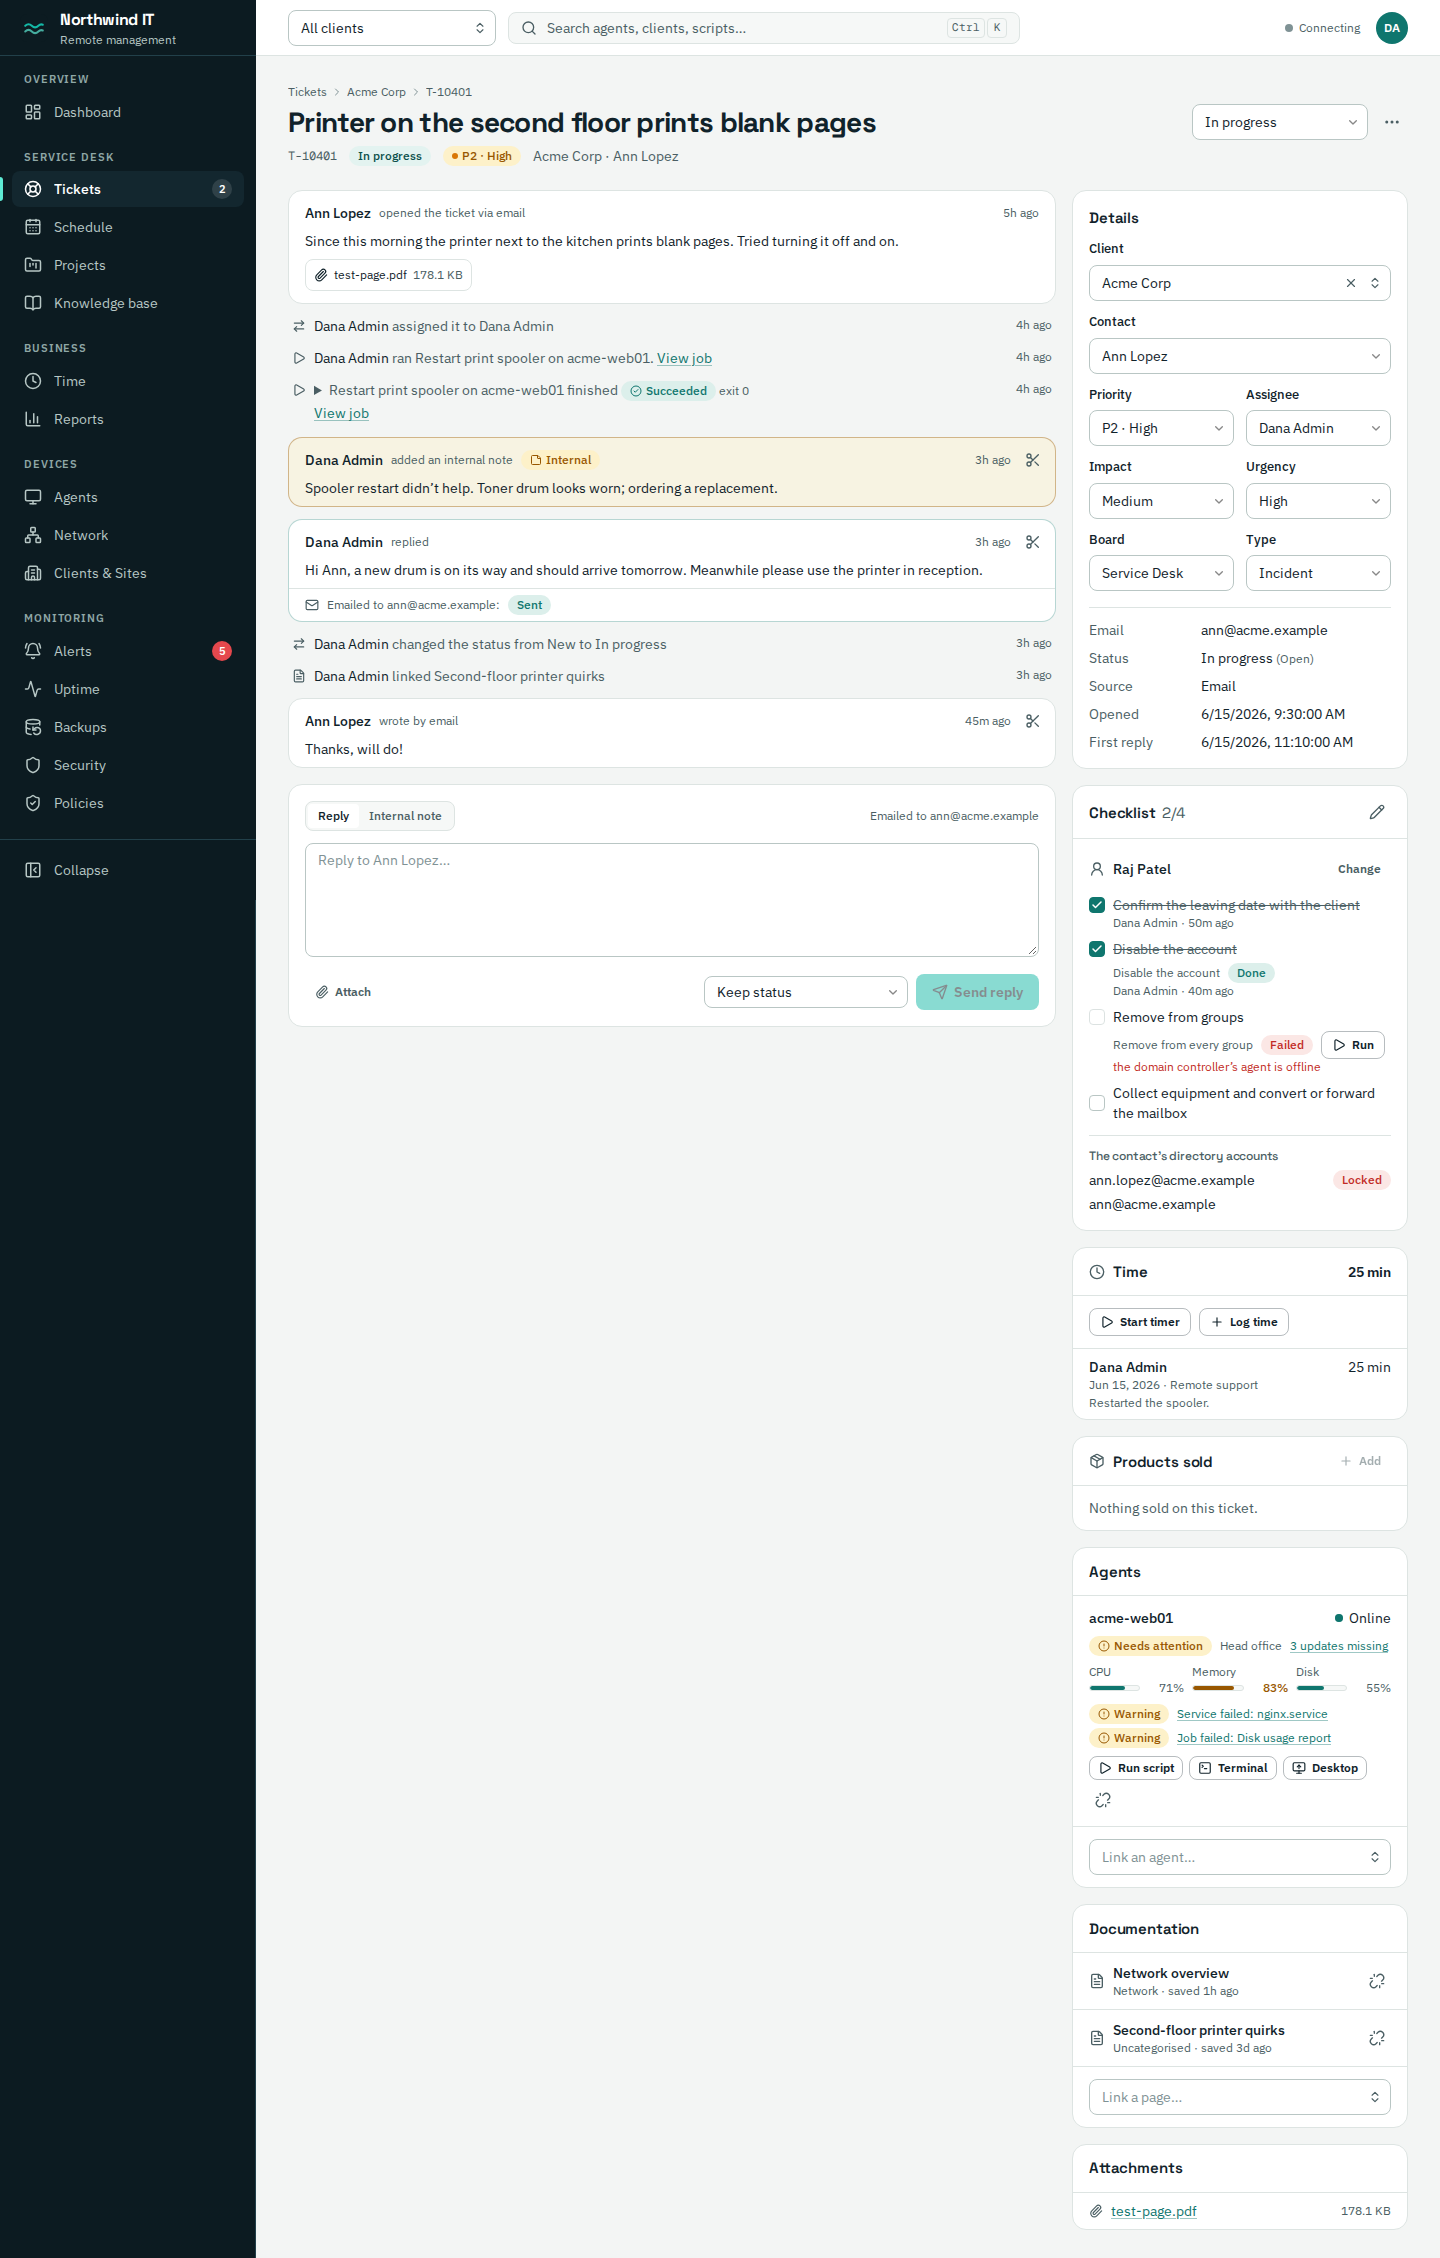 Northwind IT
Remote management
OVERVIEW
Dashboard
SERVICE DESK
Tickets 2
Schedule
Projects
Knowledge base
BUSINESS
Time
Reports
DEVICES
Agents
Network
Clients & Sites
MONITORING
Alerts 5
Uptime
Backups
Security
Policies
Collapse
All clients
Search agents, clients, scripts... Ctrl K
Connecting
DA
Tickets > Acme Corp > T-10401
Printer on the second floor prints blank pages
T-10401 In progress P2 · High Acme Corp · Ann Lopez
In progress
Ann Lopez opened the ticket via email 5h ago
Since this morning the printer next to the kitchen prints blank pages. Tried turning it off and on.
test-page.pdf 178.1 KB
Dana Admin assigned it to Dana Admin 4h ago
Dana Admin ran Restart print spooler on acme-web01. View job 4h ago
Restart print spooler on acme-web01 finished Succeeded exit 0 4h ago
View job
Dana Admin added an internal note Internal 3h ago
Spooler restart didn't help. Toner drum looks worn; ordering a replacement.
Dana Admin replied 3h ago
Hi Ann, a new drum is on its way and should arrive tomorrow. Meanwhile please use the printer in reception.
Emailed to ann@acme.example: Sent
Dana Admin changed the status from New to In progress 3h ago
Dana Admin linked Second-floor printer quirks 3h ago
Ann Lopez wrote by email 45m ago
Thanks, will do!
Reply Internal note Emailed to ann@acme.example
Reply to Ann Lopez...
Attach Keep status Send reply
Details
Client
Acme Corp
Contact
Ann Lopez
Priority Assignee
P2 · High Dana Admin
Impact Urgency
Medium High
Board Type
Service Desk Incident
Email ann@acme.example
Status In progress (Open)
Source Email
Opened 6/15/2026, 9:30:00 AM
First reply 6/15/2026, 11:10:00 AM
Checklist 2/4
Raj Patel Change
Confirm the leaving date with the client
Dana Admin · 50m ago
Disable the account
Disable the account Done
Dana Admin · 40m ago
Remove from groups
Remove from every group Failed Run
the domain controller's agent is offline
Collect equipment and convert or forward
the mailbox
The contact's directory accounts
ann.lopez@acme.example Locked
ann@acme.example
Time 25 min
Start timer Log time
Dana Admin 25 min
Jun 15, 2026 · Remote support
Restarted the spooler.
Products sold Add
Nothing sold on this ticket.
Agents
acme-web01 Online
Needs attention Head office 3 updates missing
CPU Memory Disk
71% 83% 55%
Warning Service failed: nginx.service
Warning Job failed: Disk usage report
Run script Terminal Desktop
Link an agent...
Documentation
Network overview
Network · saved 1h ago
Second-floor printer quirks
Uncategorised · saved 3d ago
Link a page...
Attachments
test-page.pdf 178.1 KB